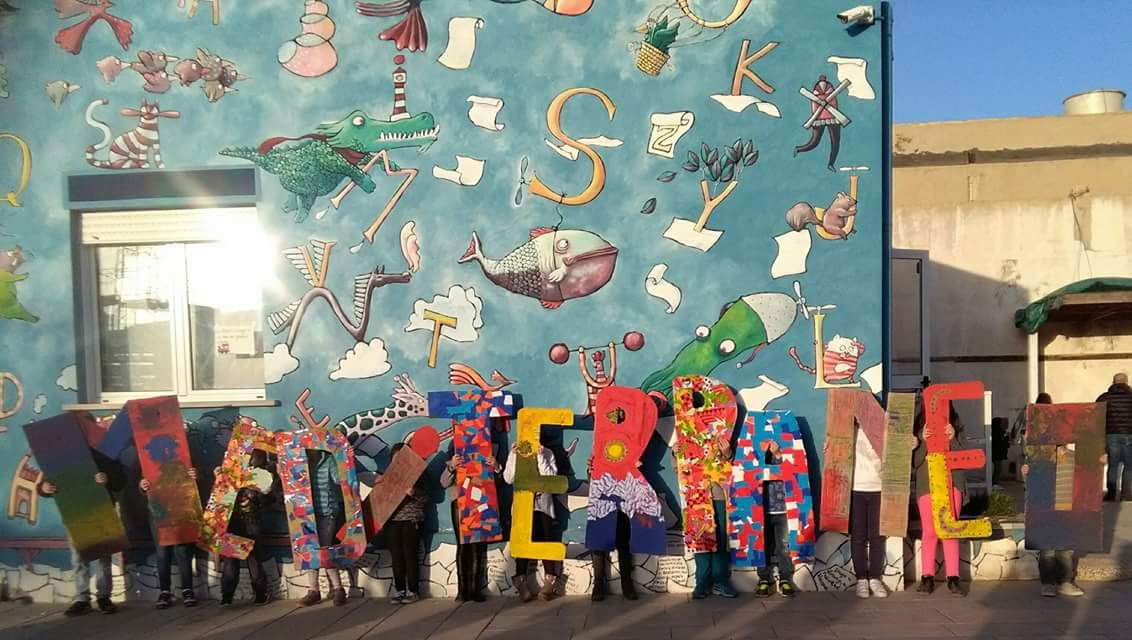 K
S Z
Q Y J
V T L
MEDITERRANEO